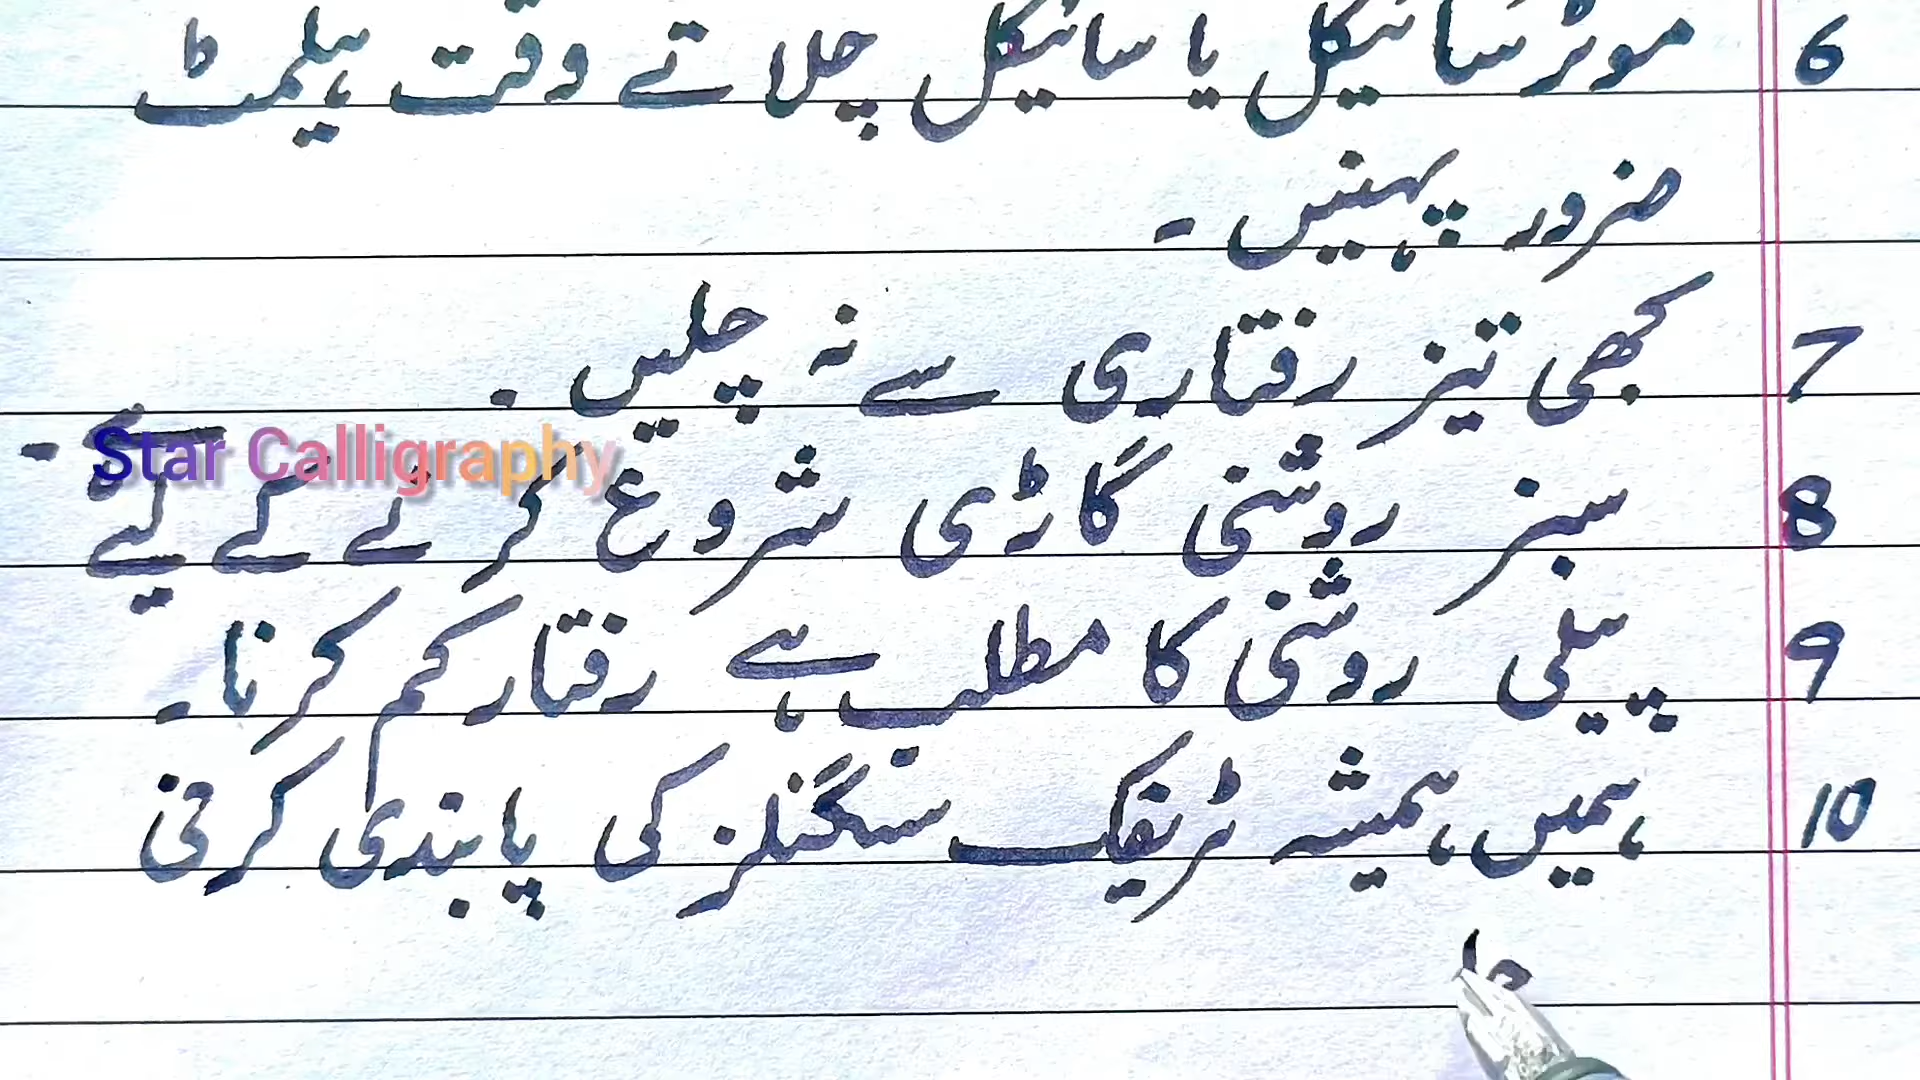 6 موٹرسائیکل یا سائیکل چلاتے وقت ہیلمٹ
ضرور پہنیں ۔
7 کبھی تیز رفتاری سے نہ چلیں ۔
8 سبز روشنی گاڑی شروع کرنے کے لیے ہے ۔
Star Calligraphy
9 پیلی روشنی کا مطلب ہے رفتار کم کرنا ۔
10 ہمیں ہمیشہ ٹریفک سگنلز کی پابندی کرنی